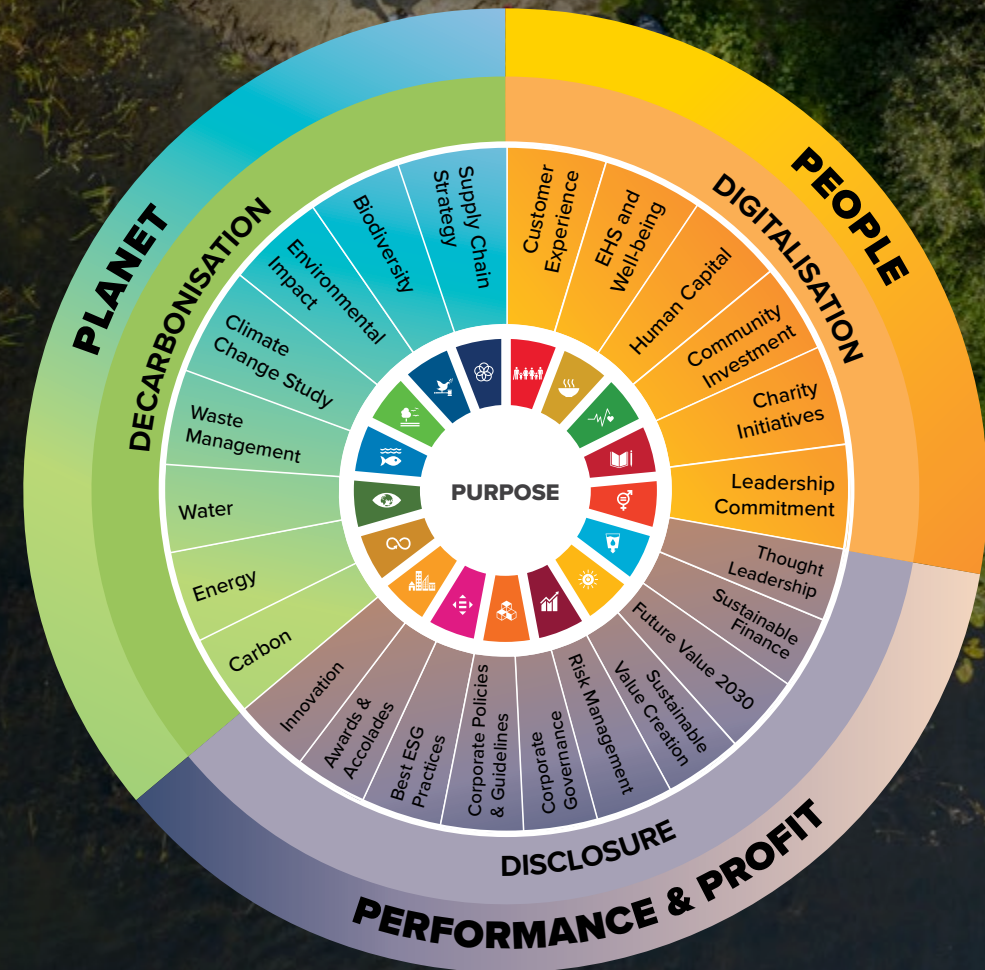 PLANET
DECARBONISATION
Supply Chain
Strategy
Biodiversity
Environmental
Impact
Climate
Change Study
Waste
Management
Water
Energy
Carbon
PEOPLE
DIGITALISATION
Customer
Experience
EHS and
Well-being
Human Capital
Community
Investment
Charity
Initiatives
Leadership
Commitment
PURPOSE
Thought
Leadership
Sustainable
Finance
Future Value 2030
Sustainable
Value Creation
Risk Management
Corporate
Governance
Corporate Policies
& Guidelines
Best ESG
Practices
Awards &
Accolades
Innovation
DISCLOSURE
PERFORMANCE & PROFIT